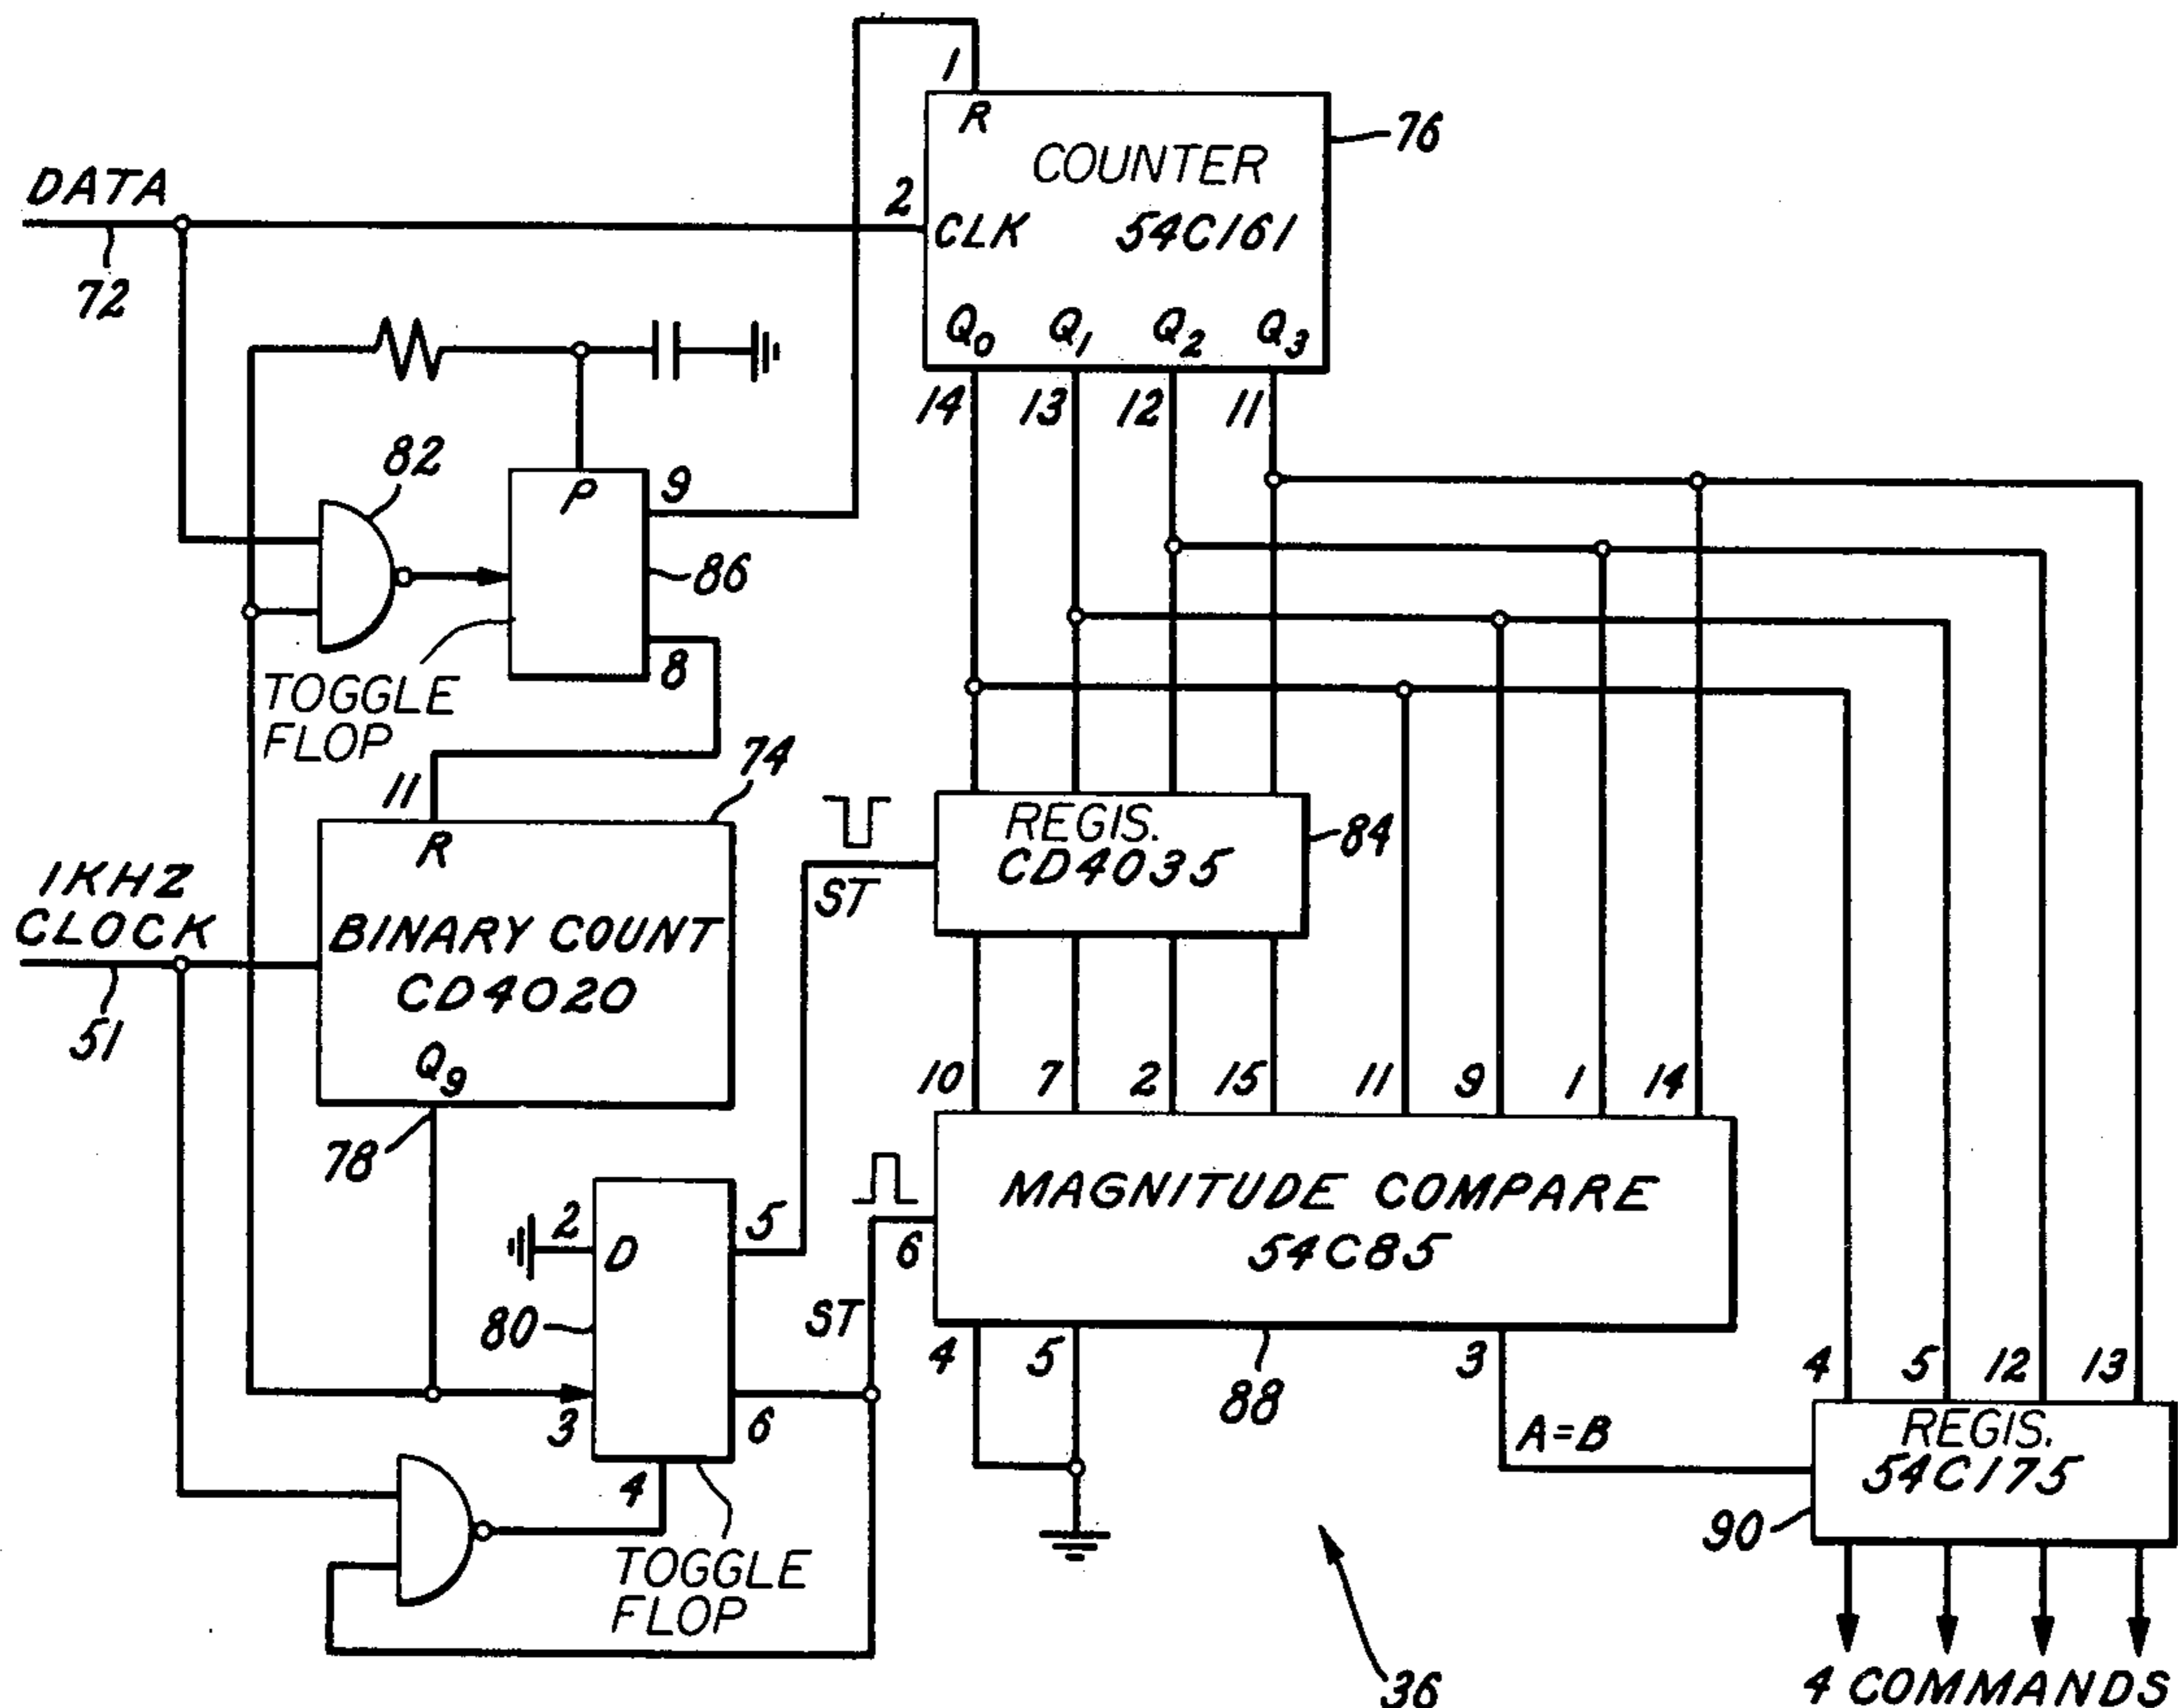 1
R
COUNTER
54C161
76
DATA
72
2
CLK
Q0 Q1 Q2 Q3
14 13 12 11
82
P
9
86
8
TOGGLE
FLOP
11
74
R
1KHZ
CLOCK
51
BINARY COUNT
CD4020
Q9
78
REGIS.
CD4035
84
ST
10 7 2 15 11 9 1 14
MAGNITUDE COMPARE
54C85
6
ST
2
D
5
80
3
6
4
TOGGLE
FLOP
4 5
88
3
A=B
4 5 12 13
REGIS.
54C175
90
36
4 COMMANDS